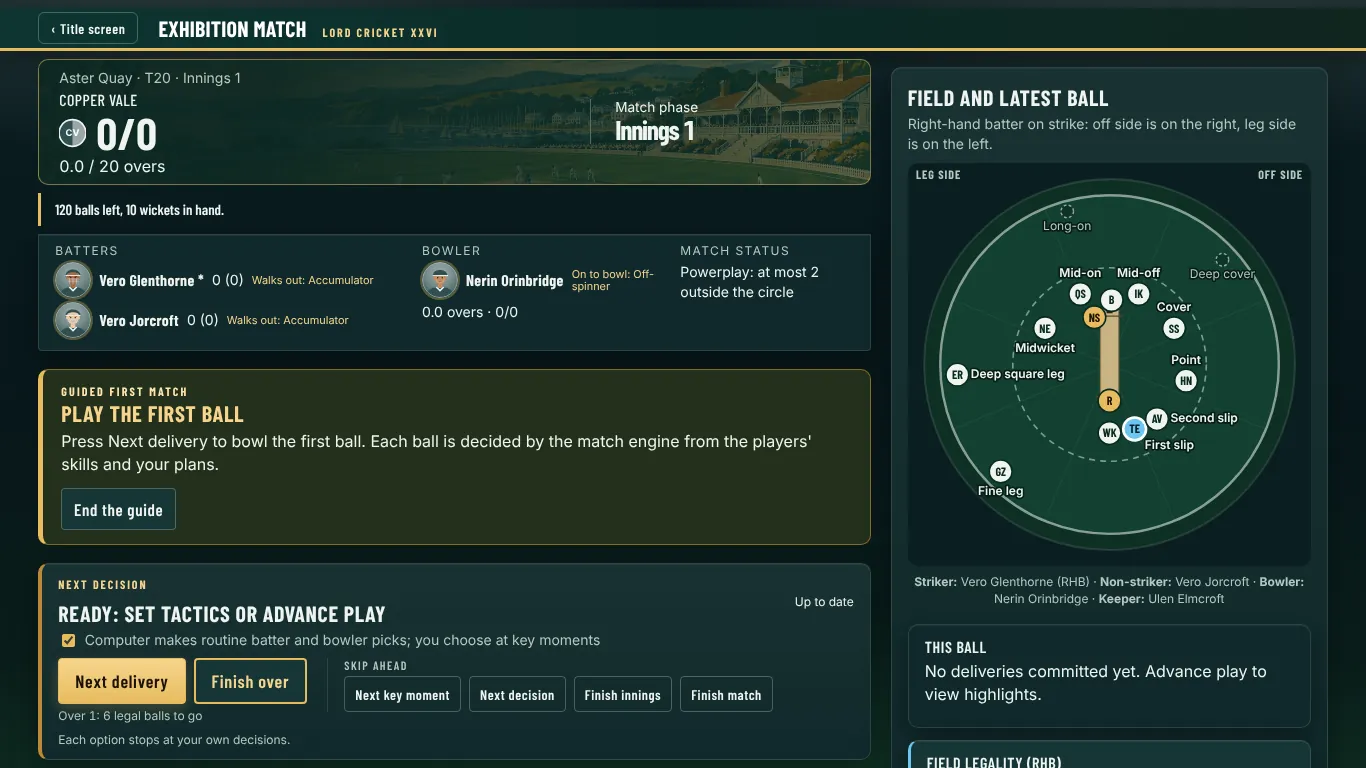 ‹ Title screen
EXHIBITION MATCH
LORD CRICKET XXVI
Aster Quay · T20 · Innings 1
COPPER VALE
CV
0/0
0.0 / 20 overs
Match phase
Innings 1
120 balls left, 10 wickets in hand.
BATTERS
Vero Glenthorne * 0 (0) Walks out: Accumulator
Vero Jorcroft 0 (0) Walks out: Accumulator
BOWLER
Nerin Orinbridge
On to bowl: Off-
spinner
0.0 overs · 0/0
MATCH STATUS
Powerplay: at most 2
outside the circle
GUIDED FIRST MATCH
PLAY THE FIRST BALL
Press Next delivery to bowl the first ball. Each ball is decided by the match engine from the players'
skills and your plans.
End the guide
NEXT DECISION
READY: SET TACTICS OR ADVANCE PLAY
Up to date
Computer makes routine batter and bowler picks; you choose at key moments
Next delivery
Finish over
SKIP AHEAD
Next key moment
Next decision
Finish innings
Finish match
Over 1: 6 legal balls to go
Each option stops at your own decisions.
FIELD AND LATEST BALL
Right-hand batter on strike: off side is on the right, leg side
is on the left.
LEG SIDE
OFF SIDE
Long-on
Deep cover
Mid-on
Mid-off
QS
B
IK
NS
Cover
SS
NE
Midwicket
Point
HN
ER
Deep square leg
R
AV
Second slip
WK
TE
First slip
GZ
Fine leg
Striker: Vero Glenthorne (RHB) · Non-striker: Vero Jorcroft · Bowler:
Nerin Orinbridge · Keeper: Ulen Elmcroft
THIS BALL
No deliveries committed yet. Advance play to
view highlights.
FIELD LEGALITY (RHB)